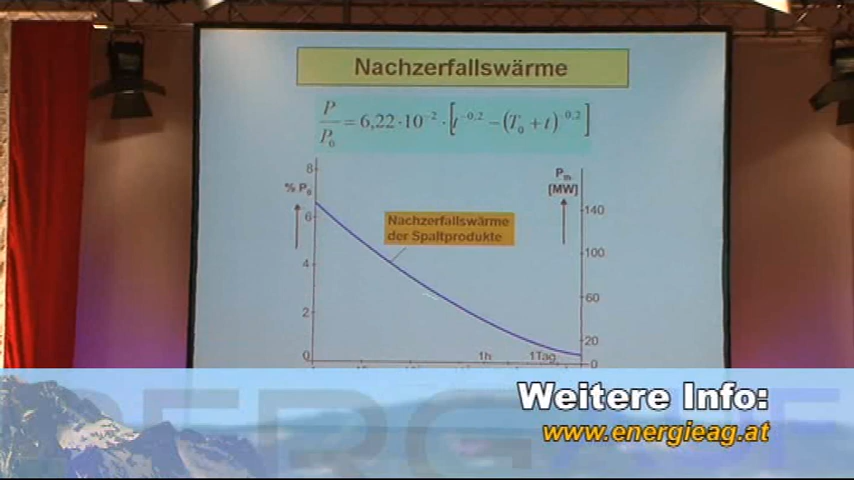 Nachzerfallswärme
P/P₀ = 6,22·10⁻² · [t⁻⁰,² − (T₀ + t)⁻⁰,²]
8
% P₀
6
4
2
0
Nachzerfallswärme
der Spaltprodukte
Pth
[MW]
140
100
60
20
0
1h
1Tag
Weitere Info:
www.energieag.at
BERG